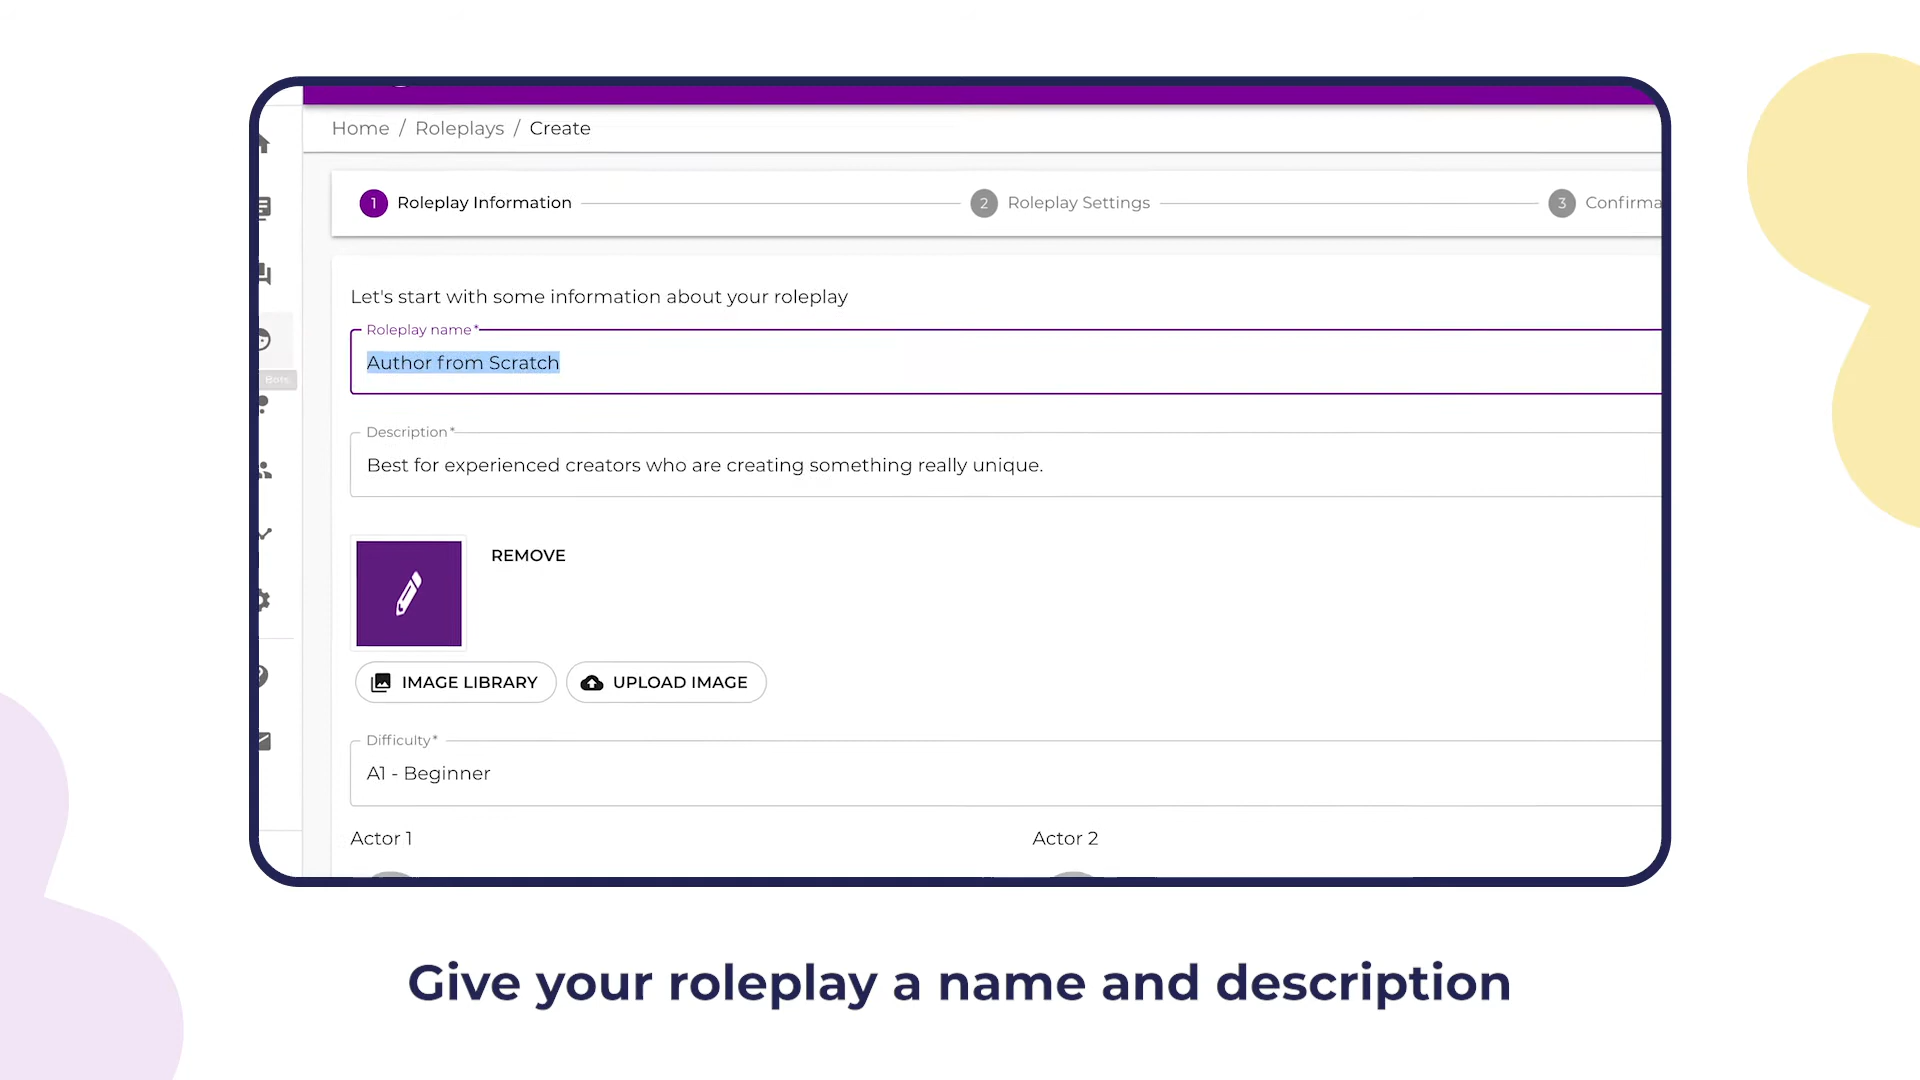 Home / Roleplays / Create
1 Roleplay Information
2 Roleplay Settings
3 Confirma
Let's start with some information about your roleplay
Roleplay name*
Author from Scratch
Bots
Description*
Best for experienced creators who are creating something really unique.
REMOVE
IMAGE LIBRARY
UPLOAD IMAGE
Difficulty*
A1 - Beginner
Actor 1
Actor 2
Give your roleplay a name and description